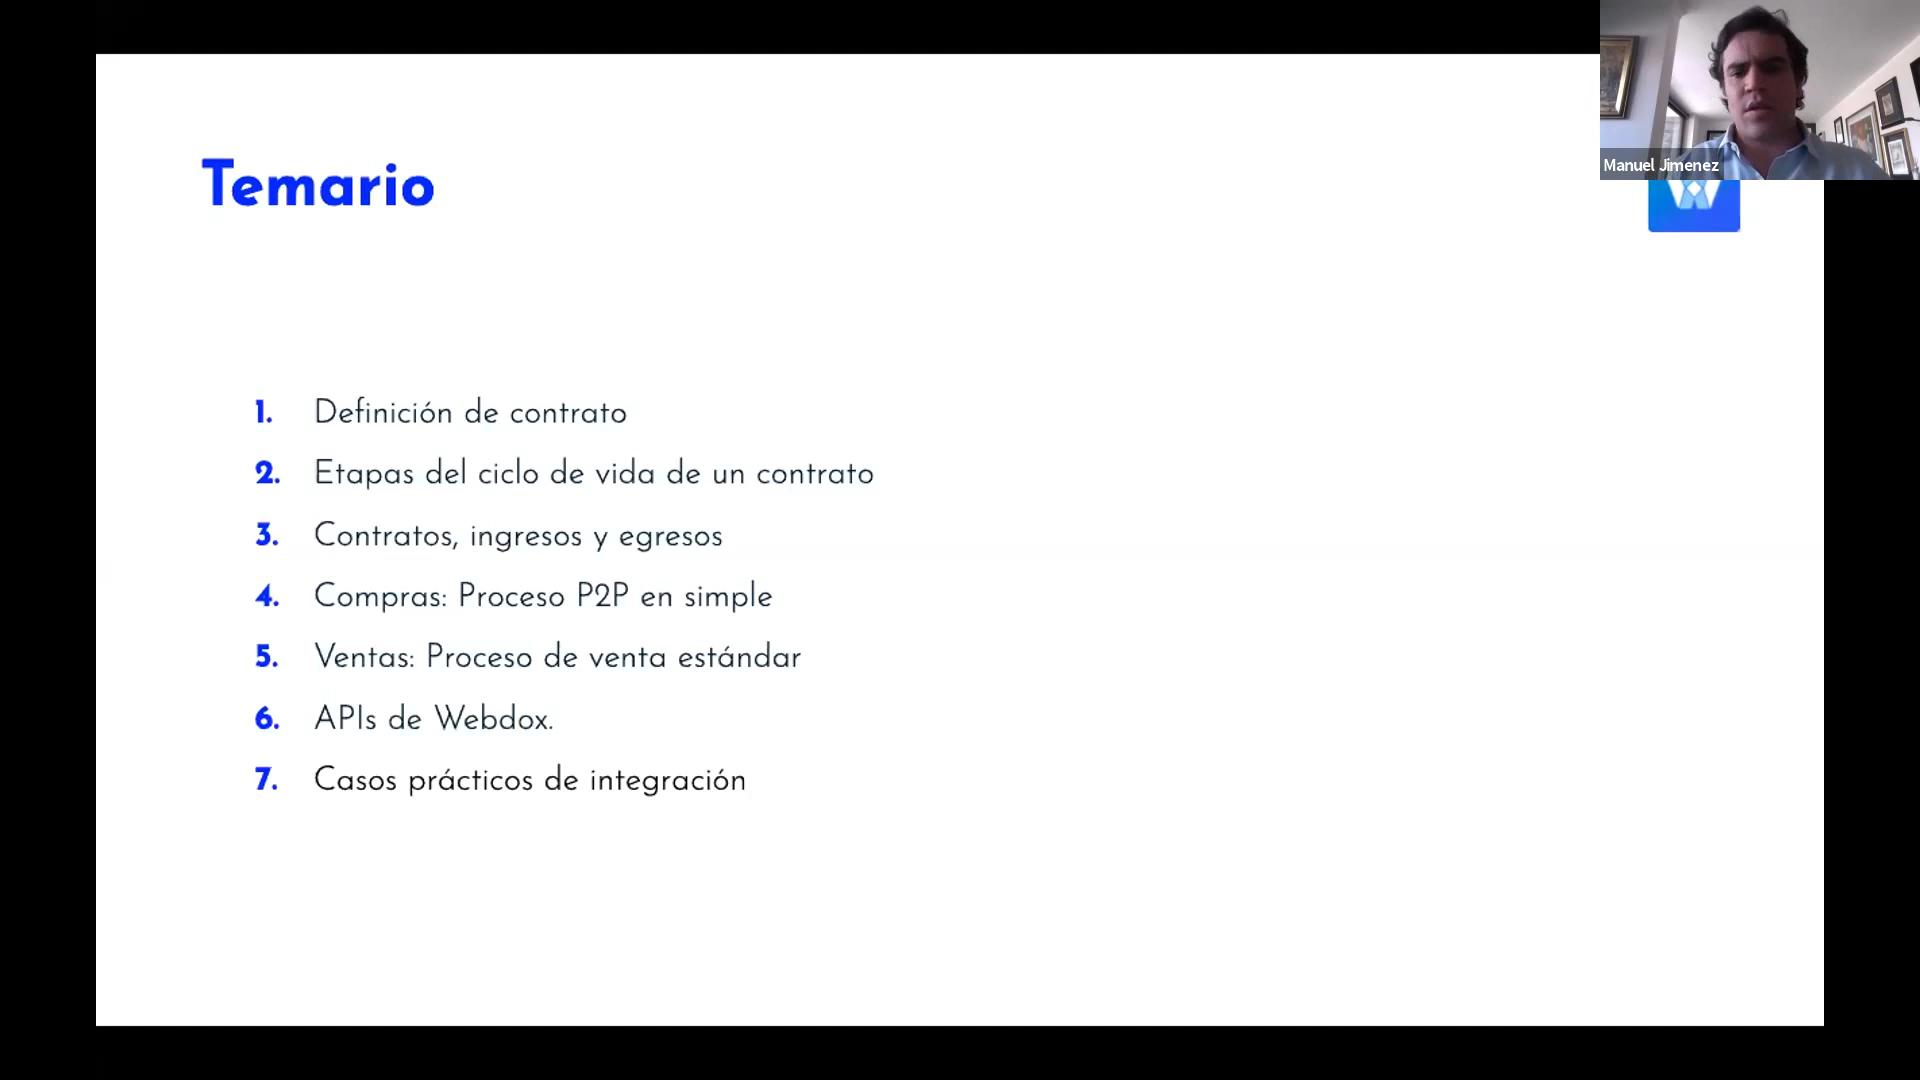 Temario
1. Definición de contrato
2. Etapas del ciclo de vida de un contrato
3. Contratos, ingresos y egresos
4. Compras: Proceso P2P en simple
5. Ventas: Proceso de venta estándar
6. APIs de Webdox.
7. Casos prácticos de integración
Manuel Jimenez